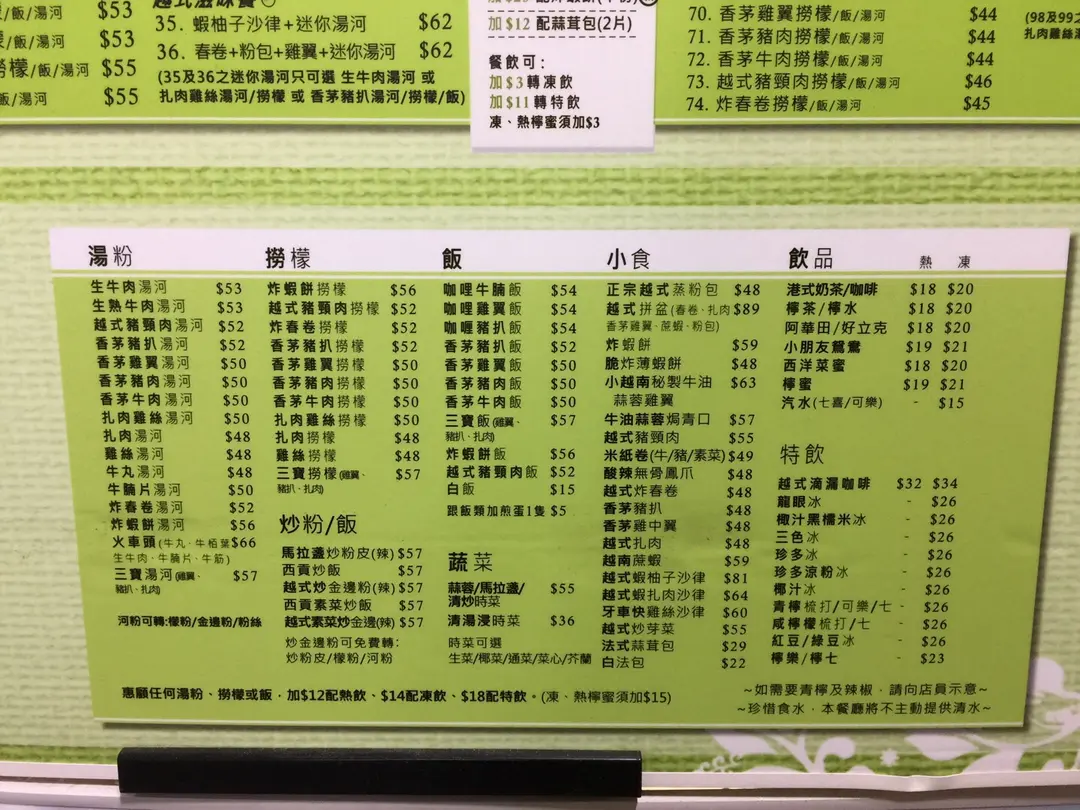 $53
/飯/湯河 $53
撈檬/飯/湯河 $55
飯/湯河 $55
35. 蝦柚子沙律+迷你湯河 $62
36. 春卷+粉包+雞翼+迷你湯河 $62
(35及36之迷你湯河只可選 生牛肉湯河 或
扎肉雞絲湯河/撈檬 或 香茅豬扒湯河/撈檬/飯)
加$12 配蒜茸包(2片)
餐飲可:
加$3轉凍飲
加$11轉特飲
凍、熱檸蜜須加$3
70. 香茅雞翼撈檬/飯/湯河 $44
71. 香茅豬肉撈檬/飯/湯河 $44
72. 香茅牛肉撈檬/飯/湯河 $44
73. 越式豬頸肉撈檬/飯/湯河 $46
74. 炸春卷撈檬/飯/湯河 $45
(98及99之
扎肉雞絲湯
湯粉
生牛肉湯河 $53
生熟牛肉湯河 $53
越式豬頸肉湯河 $52
香茅豬扒湯河 $52
香茅雞翼湯河 $50
香茅豬肉湯河 $50
香茅牛肉湯河 $50
扎肉雞絲湯河 $50
扎肉湯河 $48
雞絲湯河 $48
牛丸湯河 $48
牛腩片湯河 $50
炸春卷湯河 $52
炸蝦餅湯河 $56
火車頭(牛丸、牛栢葉 $66
生牛肉、牛腩片、牛筋)
三寶湯河(雞翼、 $57
豬扒、扎肉)
河粉可轉:檬粉/金邊粉/粉絲
撈檬
炸蝦餅撈檬 $56
越式豬頸肉撈檬 $52
炸春卷撈檬 $52
香茅豬扒撈檬 $52
香茅雞翼撈檬 $50
香茅豬肉撈檬 $50
香茅牛肉撈檬 $50
扎肉雞絲撈檬 $50
扎肉撈檬 $48
雞絲撈檬 $48
三寶撈檬(雞翼、 $57
豬扒、扎肉)
炒粉/飯
馬拉盞炒粉皮(辣) $57
西貢炒飯 $57
越式炒金邊粉(辣) $57
西貢素菜炒飯 $57
越式素菜炒金邊(辣) $57
炒金邊粉可免費轉:
炒粉皮/檬粉/河粉
飯
咖哩牛腩飯 $54
咖哩雞翼飯 $54
咖喱豬扒飯 $54
香茅豬扒飯 $52
香茅雞翼飯 $50
香茅豬肉飯 $50
香茅牛肉飯 $50
三寶飯(雞翼、 $57
豬扒、扎肉)
炸蝦餅飯 $56
越式豬頸肉飯 $52
白飯 $15
跟飯類加煎蛋1隻 $5
蔬菜
蒜蓉/馬拉盞/ $55
清炒時菜
清湯浸時菜 $36
時菜可選
生菜/椰菜/通菜/菜心/芥蘭
小食
正宗越式蒸粉包 $48
越式拼盆(春卷、扎肉 $89
香茅雞翼、蔗蝦、粉包)
炸蝦餅 $59
脆炸薄蝦餅 $48
小越南秘製牛油 $63
蒜蓉雞翼
牛油蒜蓉焗青口 $57
越式豬頸肉 $55
米紙卷(牛/豬/素菜) $49
酸辣無骨鳳爪 $48
越式炸春卷 $48
香茅豬扒 $48
香茅雞中翼 $48
越式扎肉 $48
越南蔗蝦 $59
越式蝦柚子沙律 $81
越式蝦扎肉沙律 $64
牙車快雞絲沙律 $60
越式炒芽菜 $55
法式蒜茸包 $29
白法包 $22
飲品 熱 凍
港式奶茶/咖啡 $18 $20
檸茶/檸水 $18 $20
阿華田/好立克 $18 $20
小朋友鴛鴦 $19 $21
西洋菜蜜 $18 $20
檸蜜 $19 $21
汽水(七喜/可樂) - $15
特飲
越式滴漏咖啡 $32 $34
龍眼冰 - $26
椰汁黑糯米冰 - $26
三色冰 - $26
珍多冰 - $26
珍多涼粉冰 - $26
椰汁冰 - $26
青檸梳打/可樂/七 - $26
咸檸檬梳打/七 - $26
紅豆/綠豆冰 - $26
檸樂/檸七 - $23
惠顧任何湯粉、撈檬或飯，加$12配熱飲、$14配凍飲、$18配特飲。(凍、熱檸蜜須加$15)
~如需要青檸及辣椒，請向店員示意~
~珍惜食水，本餐廳將不主動提供清水~